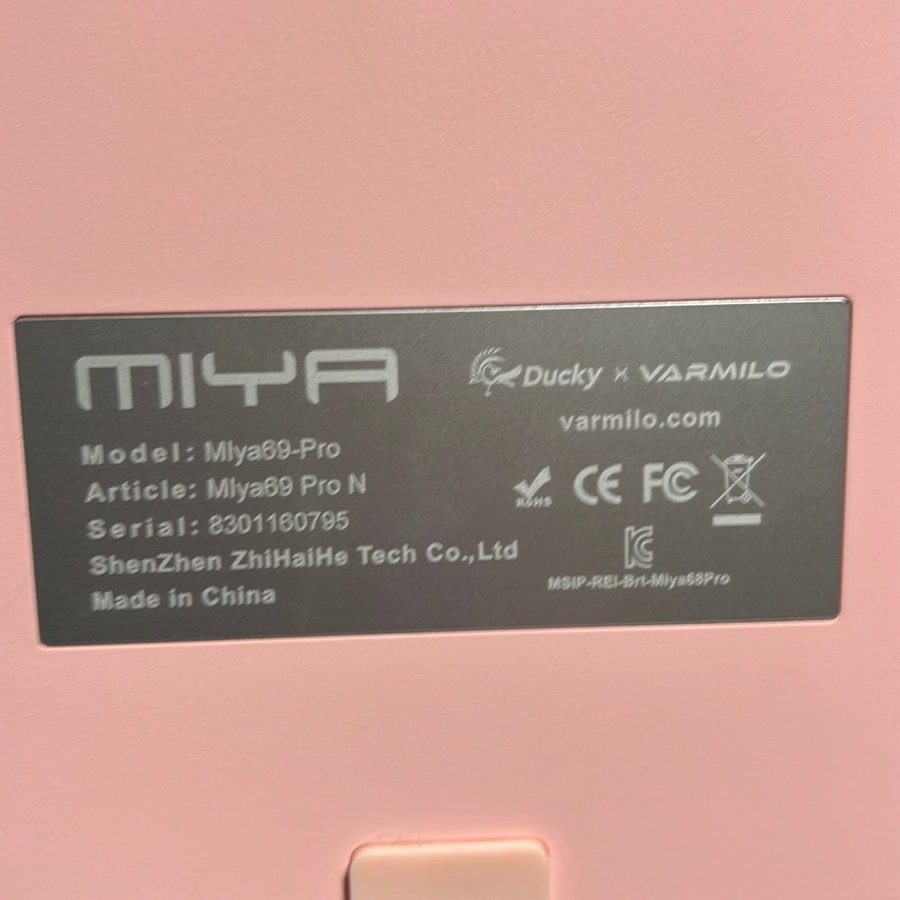 MIYA
Ducky × VARMILO
varmilo.com
Model: MIya69-Pro
Article: MIya69 Pro N
Serial: 8301160795
ShenZhen ZhiHaiHe Tech Co.,Ltd
Made in China
RoHS CE FC
MSIP-REI-Brt-MIya68Pro